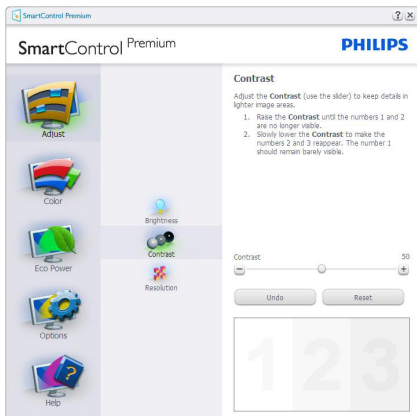 SmartControl Premium
SmartControl Premium
PHILIPS
Adjust
Color
Eco Power
Options
Help
Brightness
Contrast
Resolution
Contrast
Adjust the Contrast (use the slider) to keep details in
lighter image areas.
1. Raise the Contrast until the numbers 1 and 2
are no longer visible.
2. Slowly lower the Contrast to make the
numbers 2 and 3 reappear. The number 1
should remain barely visible.
Contrast 50
Undo Reset
1 2 3